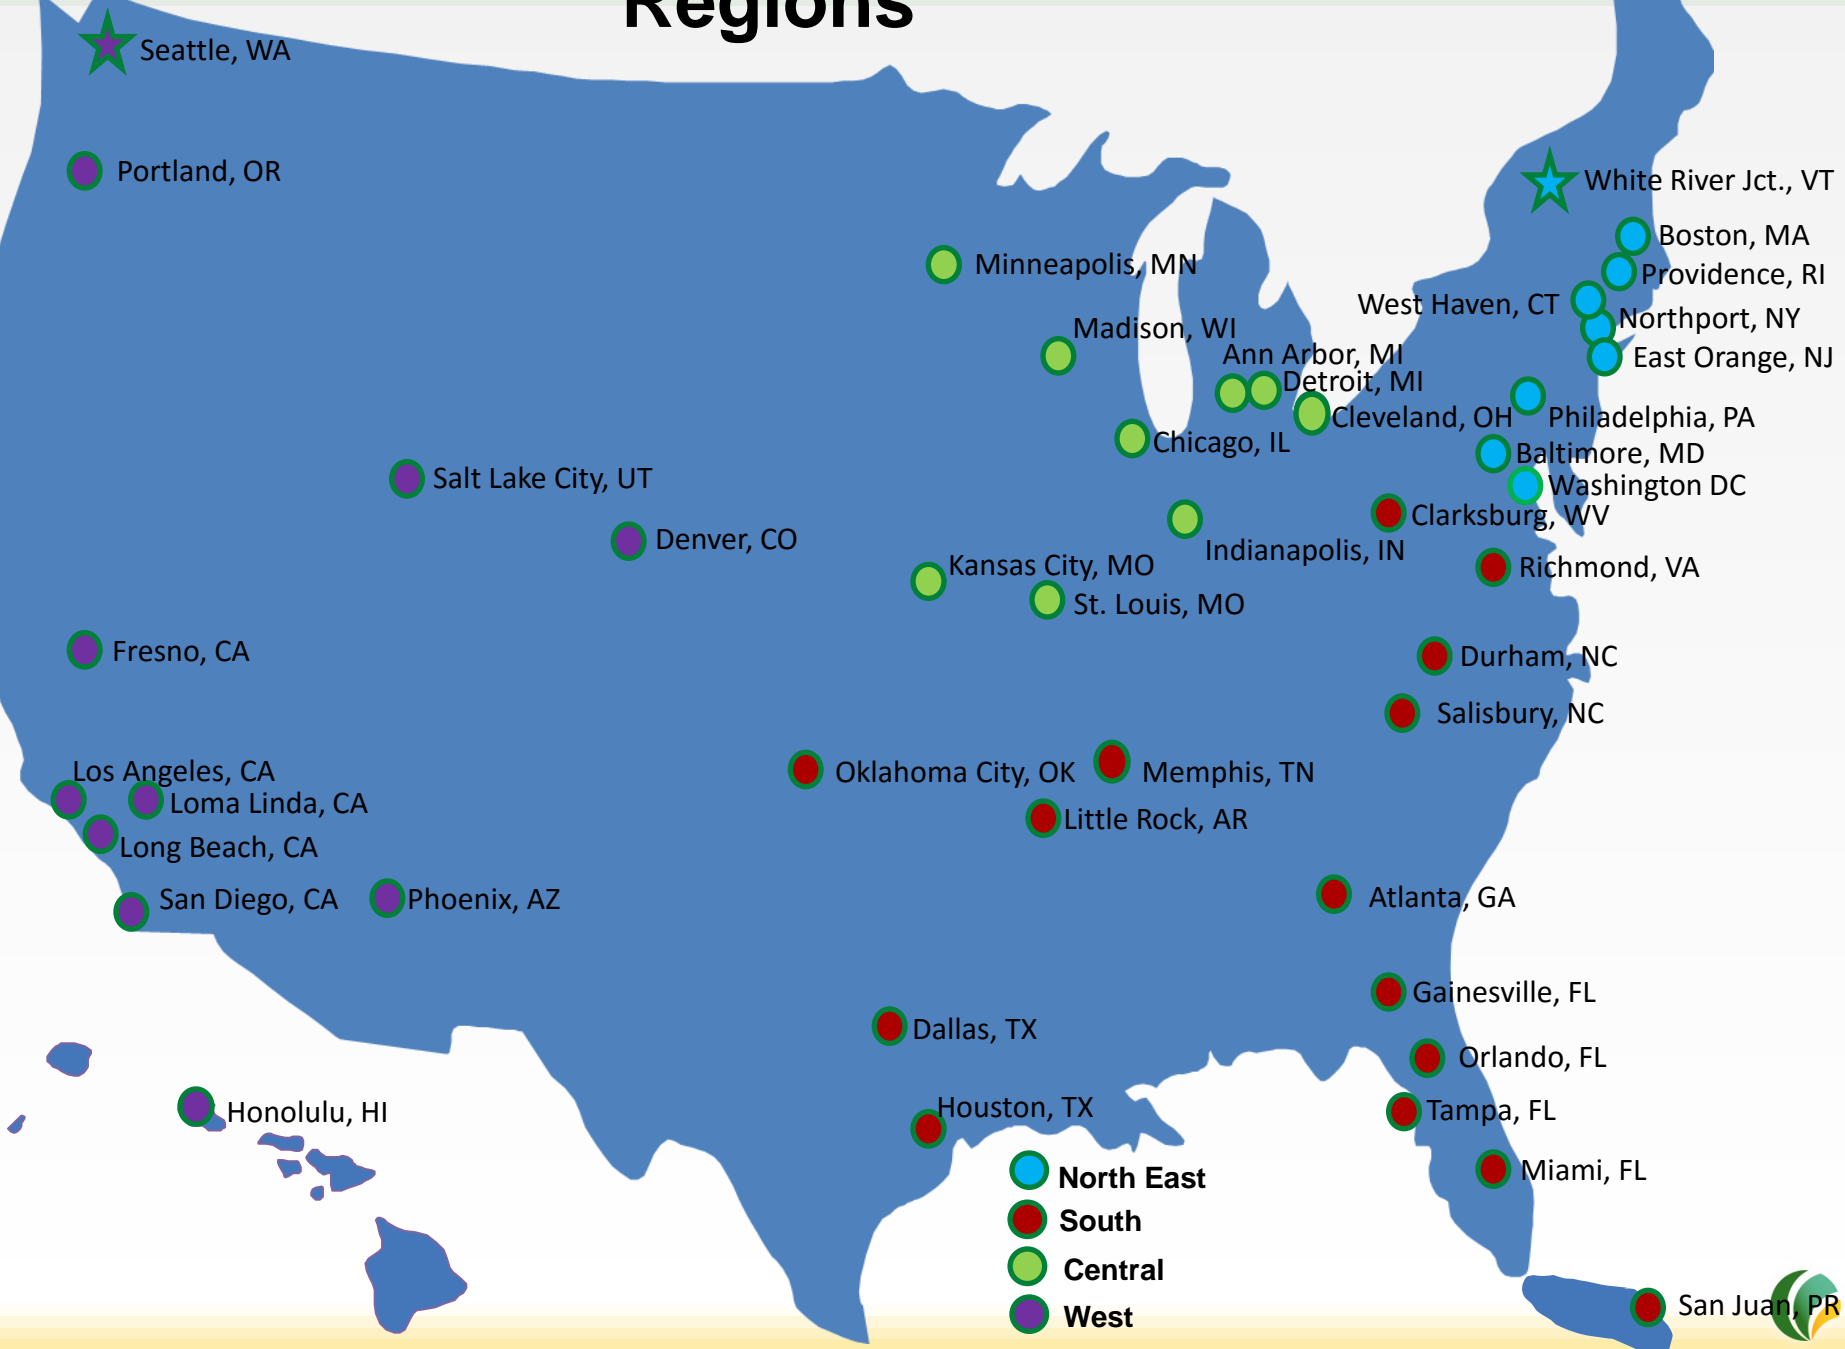 Regions
Seattle, WA
Portland, OR
White River Jct., VT
Boston, MA
Minneapolis, MN
Providence, RI
West Haven, CT
Northport, NY
Madison, WI
Ann Arbor, MI
East Orange, NJ
Detroit, MI
Cleveland, OH
Philadelphia, PA
Chicago, IL
Baltimore, MD
Salt Lake City, UT
Washington DC
Clarksburg, WV
Denver, CO
Indianapolis, IN
Kansas City, MO
Richmond, VA
St. Louis, MO
Fresno, CA
Durham, NC
Salisbury, NC
Los Angeles, CA
Oklahoma City, OK
Memphis, TN
Loma Linda, CA
Little Rock, AR
Long Beach, CA
San Diego, CA
Phoenix, AZ
Atlanta, GA
Gainesville, FL
Dallas, TX
Orlando, FL
Houston, TX
Tampa, FL
Honolulu, HI
Miami, FL
North East
South
Central
West
San Juan, PR